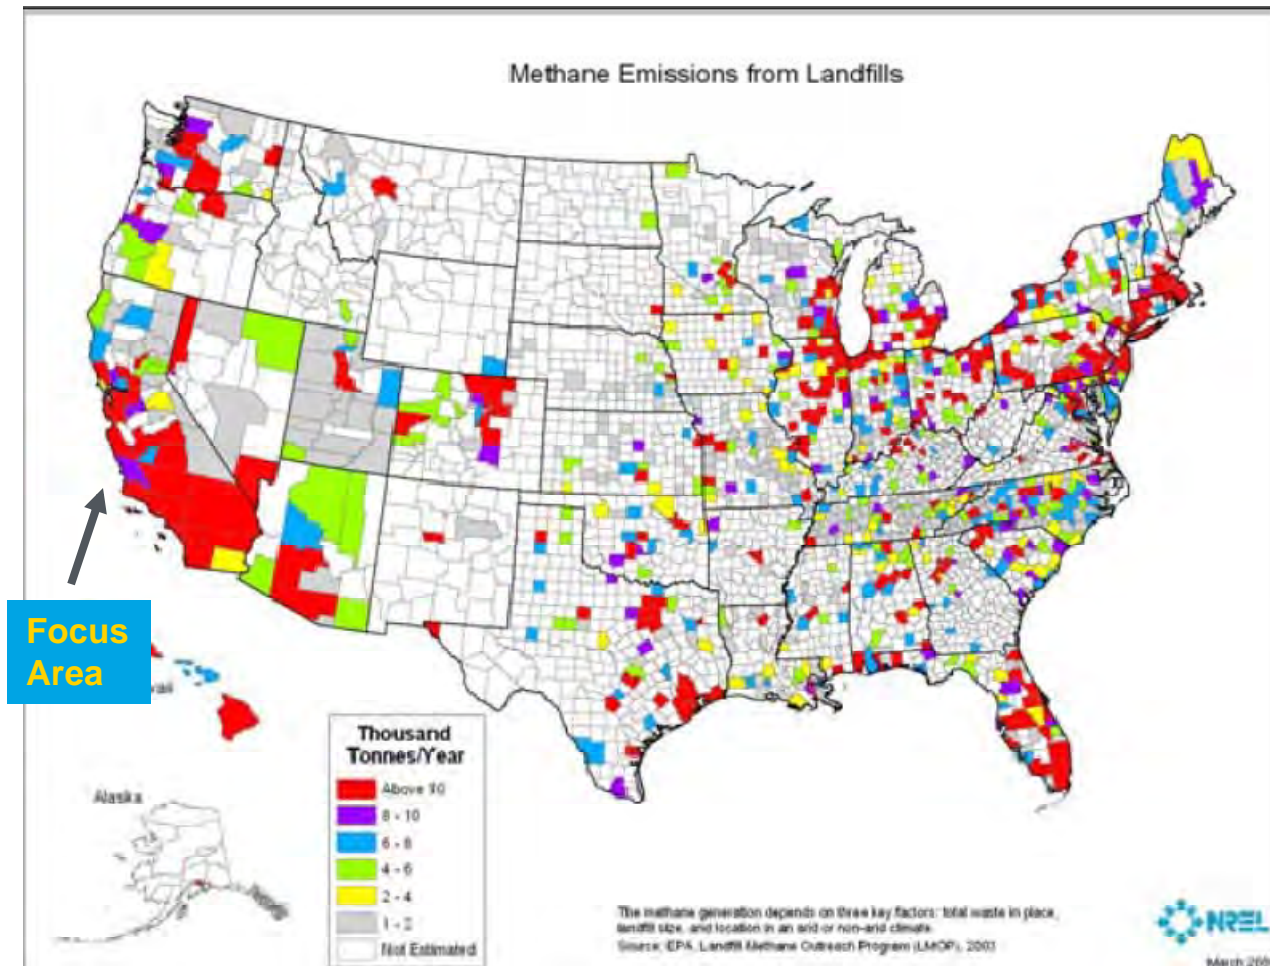 Methane Emissions from Landfills
Focus
Area
Thousand
Tonnes/Year
Above 10
8 - 10
6 - 8
4 - 6
2 - 4
1 - 2
Not Estimated
Alaska
The methane generation depends on three key factors: total waste in place,
landfill size, and location in an arid or non-arid climate.
Source: EPA, Landfill Methane Outreach Program (LMOP), 2003
NREL
March